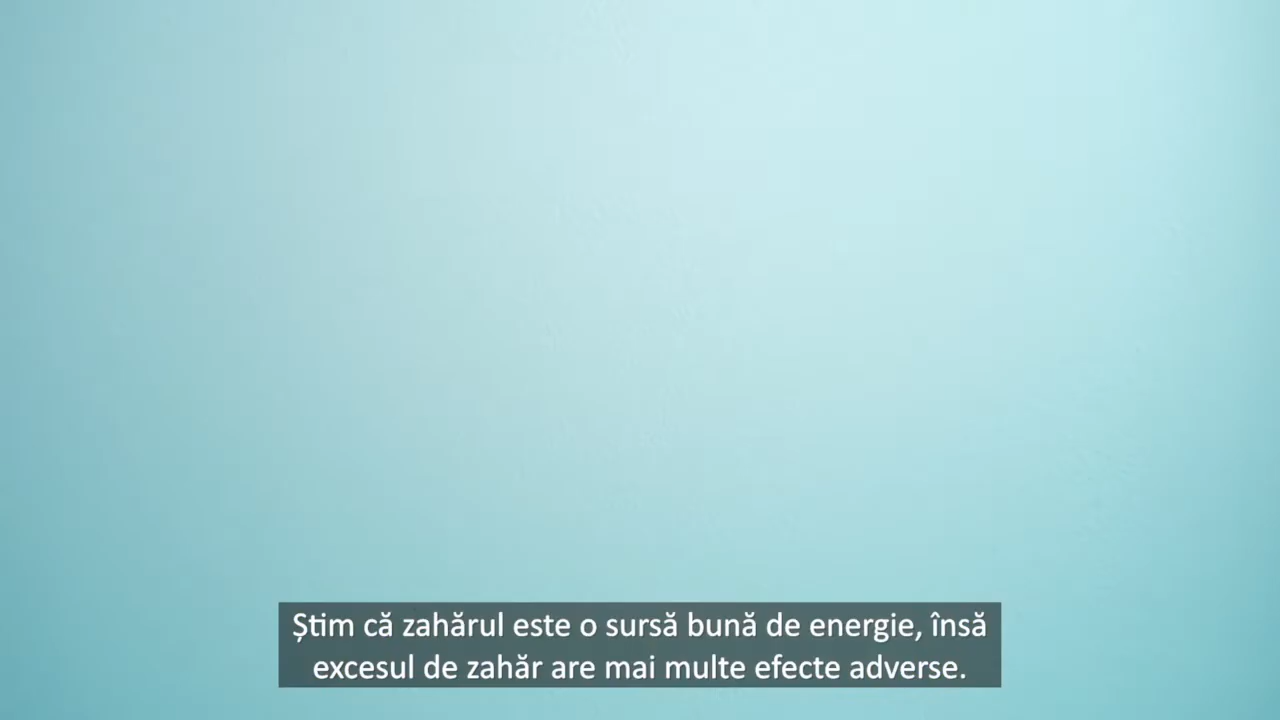 Știm că zahărul este o sursă bună de energie, însă
excesul de zahăr are mai multe efecte adverse.